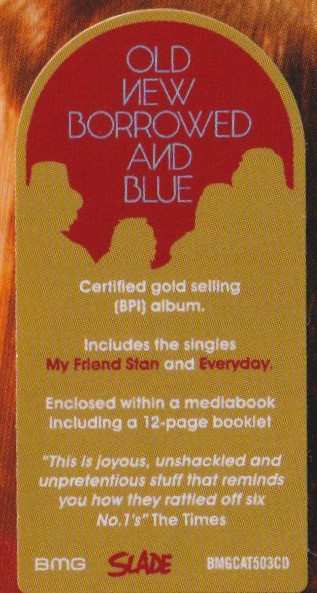 OLD
NEW
BORROWED
AND
BLUE
Certified gold selling
(BPI) album.
Includes the singles
My Friend Stan and Everyday.
Enclosed within a mediabook
including a 12-page booklet
"This is joyous, unshackled and
unpretentious stuff that reminds
you how they rattled off six
No.1's" The Times
BMG SLADE BMGCAT503CD